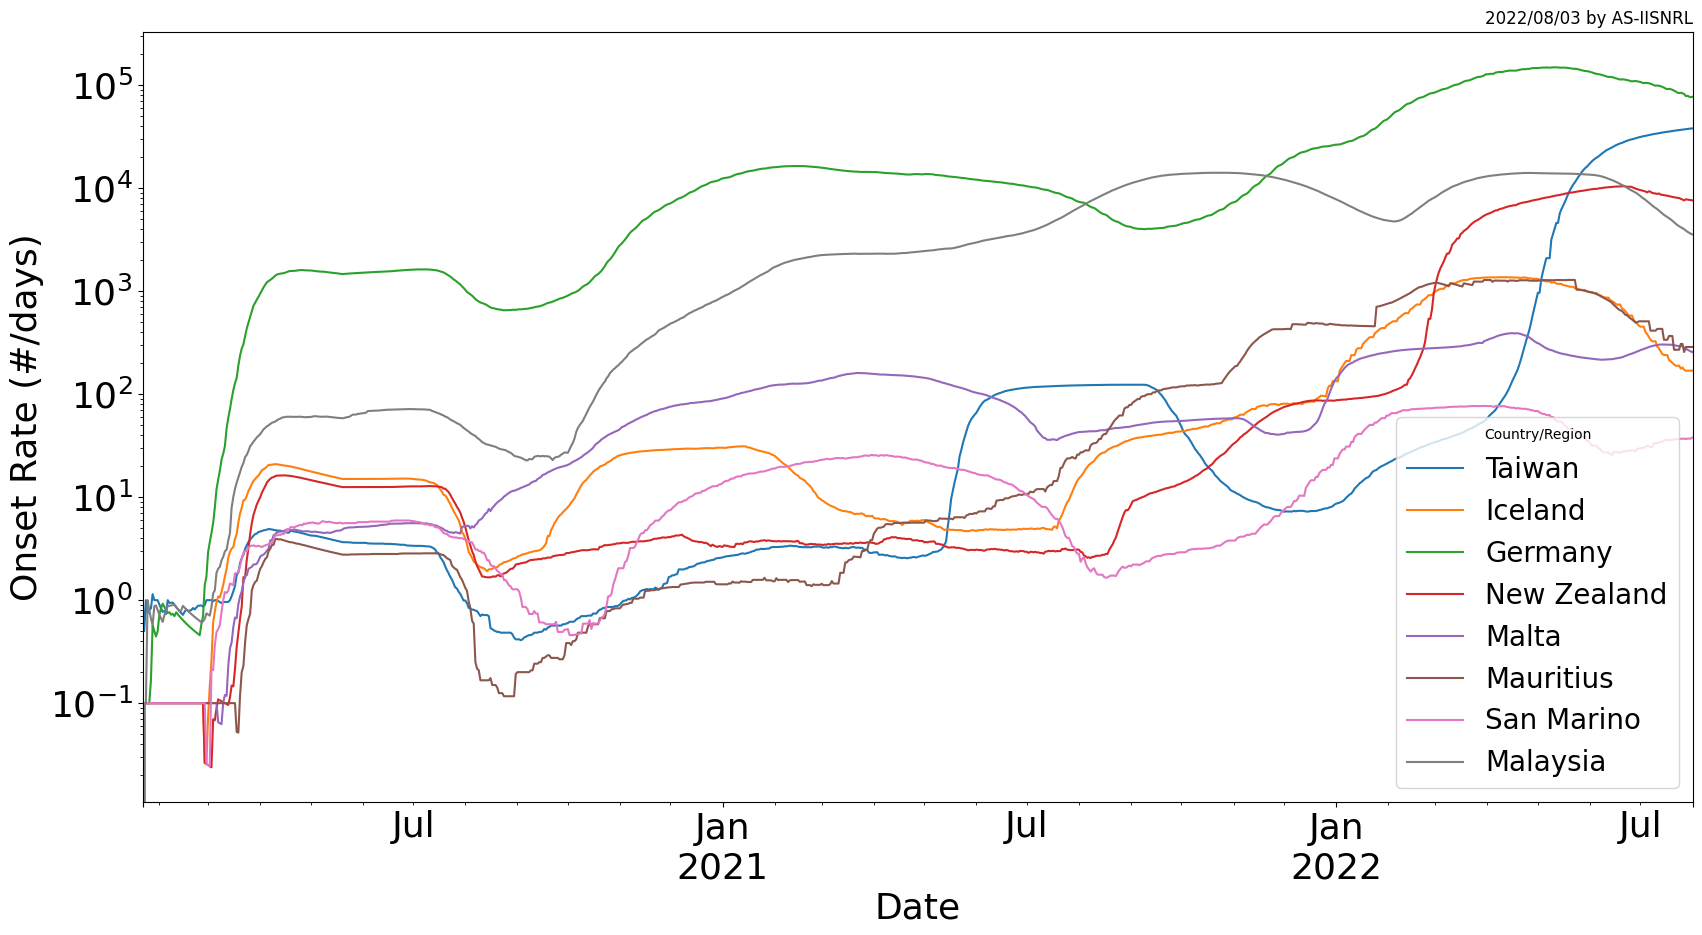 2022/08/03 by AS-IISNRL
10^5
10^4
10^3
10^2
10^1
10^0
10^−1
Onset Rate (#/days)
Country/Region
Taiwan
Iceland
Germany
New Zealand
Malta
Mauritius
San Marino
Malaysia
Jul Jan Jul Jan Jul
2021 2022
Date